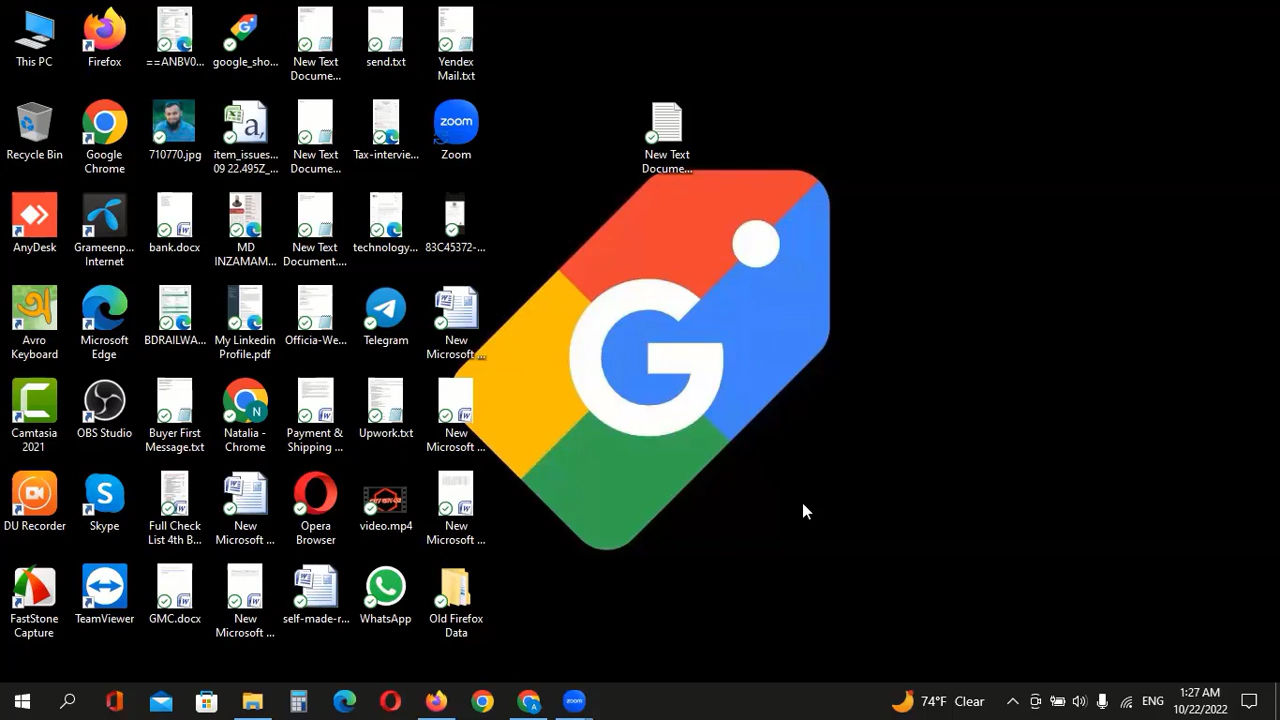 This PC
Firefox
==ANBV0...
google_sho...
New Text
Docume...
send.txt
Yendex
Mail.txt
Recycle Bin
Google
Chrome
710770.jpg
item_issues...
09 22.495Z_...
New Text
Docume...
Tax-intervie...
zoom
Zoom
New Text
Docume...
AnyDesk
Grameenp...
Internet
bank.docx
MD
INZAMAM...
New Text
Document....
technology...
83C45372-...
Avro
Keyboard
Microsoft
Edge
BDRAILWA...
My Linkedin
Profile.pdf
Officia-We...
Telegram
New
Microsoft ...
G
Camtasia
2021
OBS Studio
Buyer First
Message.txt
N
Natalia -
Chrome
Payment &
Shipping ...
Upwork.txt
New
Microsoft ...
DU Recorder
Skype
Full Check
List 4th B...
New
Microsoft ...
Opera
Browser
video.mp4
New
Microsoft ...
FastStone
Capture
TeamViewer
GMC.docx
New
Microsoft ...
self-made-r...
WhatsApp
Old Firefox
Data
zoom
74°F Clear
ENG
1:27 AM
10/22/2022